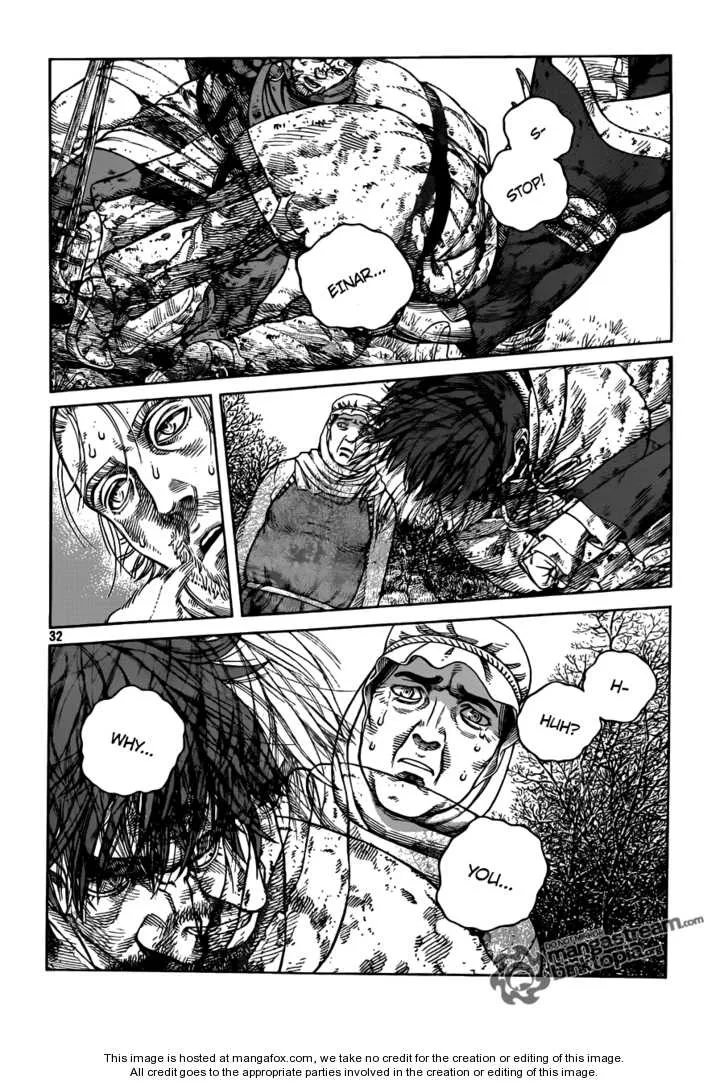 S-
STOP!
EINAR...
32
H-
HUH?
WHY...
YOU...
mangastream.com
This image is hosted at mangafox.com, we take no credit for the creation or editing of this image.
All credit goes to the appropriate parties involved in the creation or editing of this image.